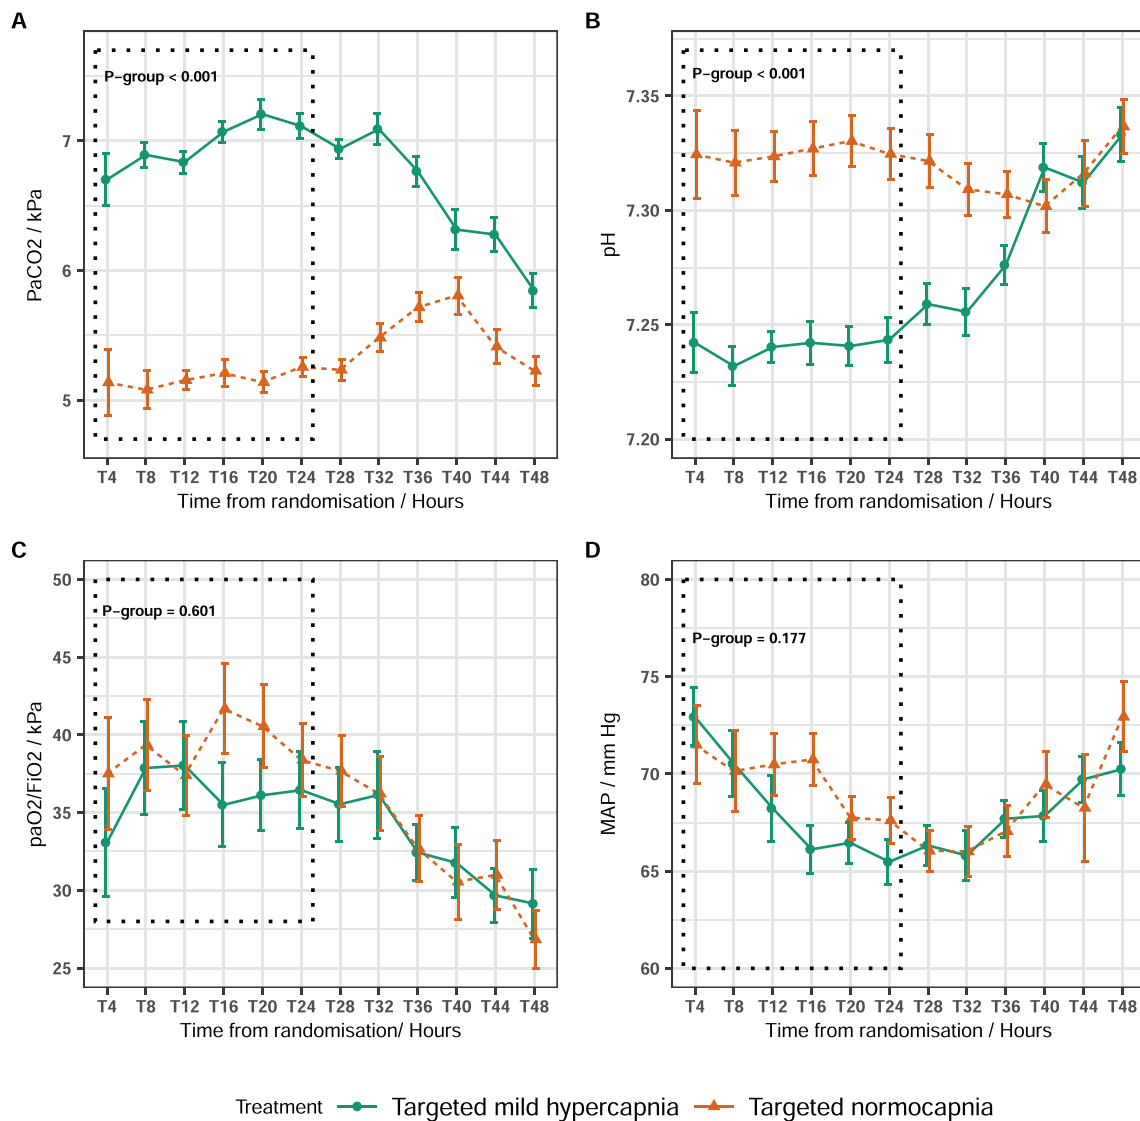 A
P-group < 0.001
PaCO2 / kPa
7
6
5
T4 T8 T12 T16 T20 T24 T28 T32 T36 T40 T44 T48
Time from randomisation / Hours
B
P-group < 0.001
pH
7.35
7.30
7.25
7.20
T4 T8 T12 T16 T20 T24 T28 T32 T36 T40 T44 T48
Time from randomisation / Hours
C
P-group = 0.601
paO2/FiO2 / kPa
50
45
40
35
30
25
T4 T8 T12 T16 T20 T24 T28 T32 T36 T40 T44 T48
Time from randomisation/ Hours
D
P-group = 0.177
MAP / mm Hg
80
75
70
65
60
T4 T8 T12 T16 T20 T24 T28 T32 T36 T40 T44 T48
Time from randomisation / Hours
Treatment Targeted mild hypercapnia Targeted normocapnia